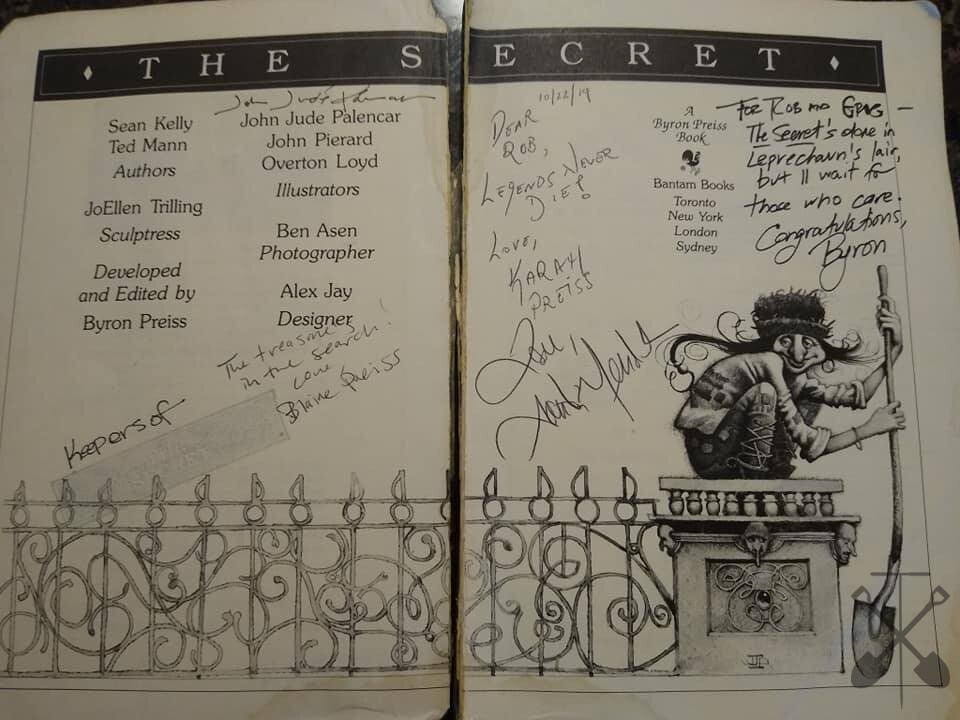 THE SECRET
John Jude Palencar
Sean Kelly
Ted Mann
Authors
JoEllen Trilling
Sculptress
Developed
and Edited by
Byron Preiss
John Jude Palencar
John Pierard
Overton Loyd
Illustrators
Ben Asen
Photographer
Alex Jay
Designer
The treasure's
in the search!
Love,
Blaine Preiss
Keepers of
10/22/19
DEAR
ROB,
LEGENDS NEVER
DIE!
LOVE,
KARAH
PREISS
Love,
A
Byron Preiss
Book
Bantam Books
Toronto
New York
London
Sydney
FOR ROB AND GREG —
The Secret's alone in
Leprechaun's lair,
but'll wait for
those who care.
Congratulations,
Byron